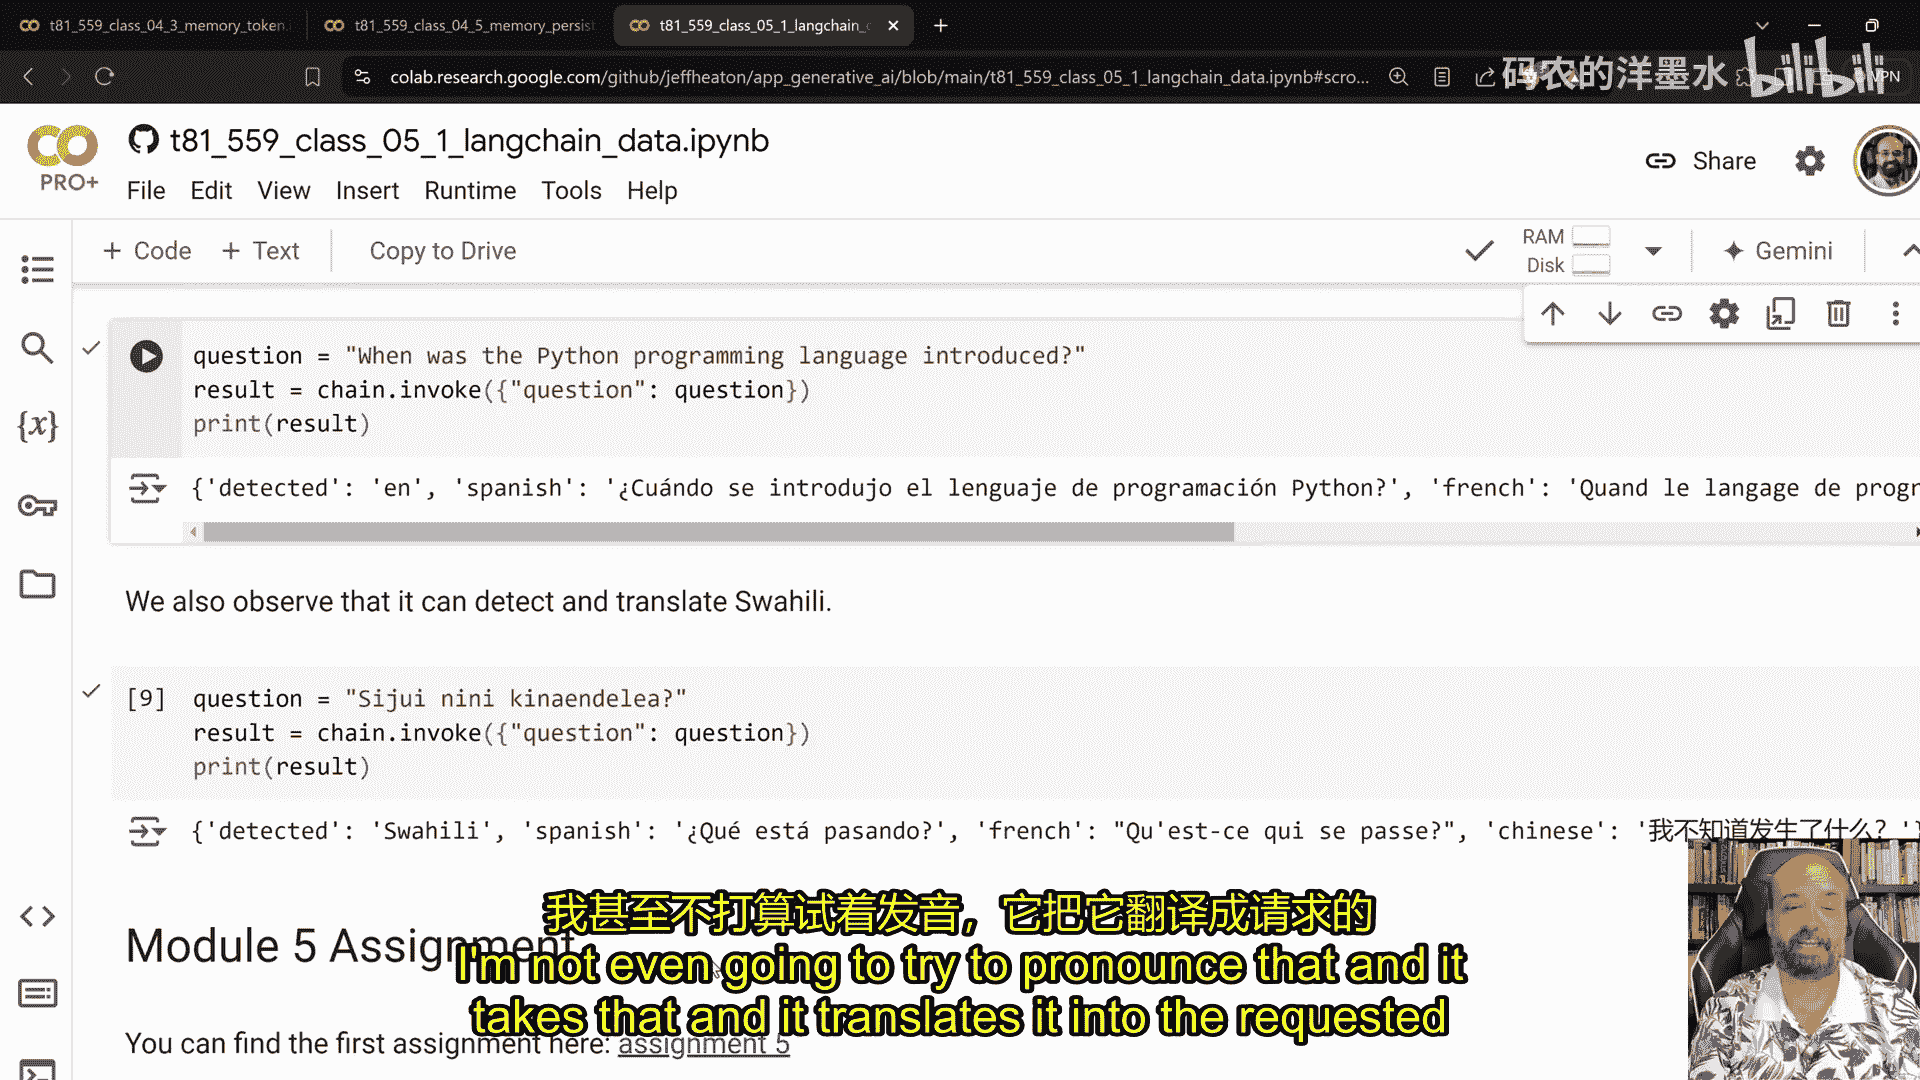 t81_559_class_04_3_memory_token.i
t81_559_class_04_5_memory_persist
t81_559_class_05_1_langchain_
colab.research.google.com/github/jeffheaton/app_generative_ai/blob/main/t81_559_class_05_1_langchain_data.ipynb#scro...
码农的洋墨水
bilibili
VPN
PRO+
t81_559_class_05_1_langchain_data.ipynb
File Edit View Insert Runtime Tools Help
Share
+ Code + Text Copy to Drive
RAM
Disk
Gemini
question = "When was the Python programming language introduced?"
result = chain.invoke({"question": question})
print(result)
{'detected': 'en', 'spanish': '¿Cuándo se introdujo el lenguaje de programación Python?', 'french': 'Quand le langage de progr
We also observe that it can detect and translate Swahili.
[9] question = "Sijui nini kinaendelea?"
result = chain.invoke({"question": question})
print(result)
{'detected': 'Swahili', 'spanish': '¿Qué está pasando?', 'french': "Qu'est-ce qui se passe?", 'chinese': '我不知道发生了什么？'}
我甚至不打算试着发音，它把它翻译成请求的
Module 5 Assignment
I'm not even going to try to pronounce that and it
takes that and it translates it into the requested
You can find the first assignment here: assignment 5